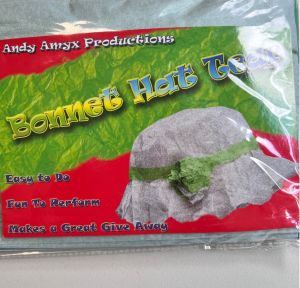 Andy Amyx Productions
Bonnet Hat Tear
Easy to Do
Fun To Perform
Makes a Great Give Away